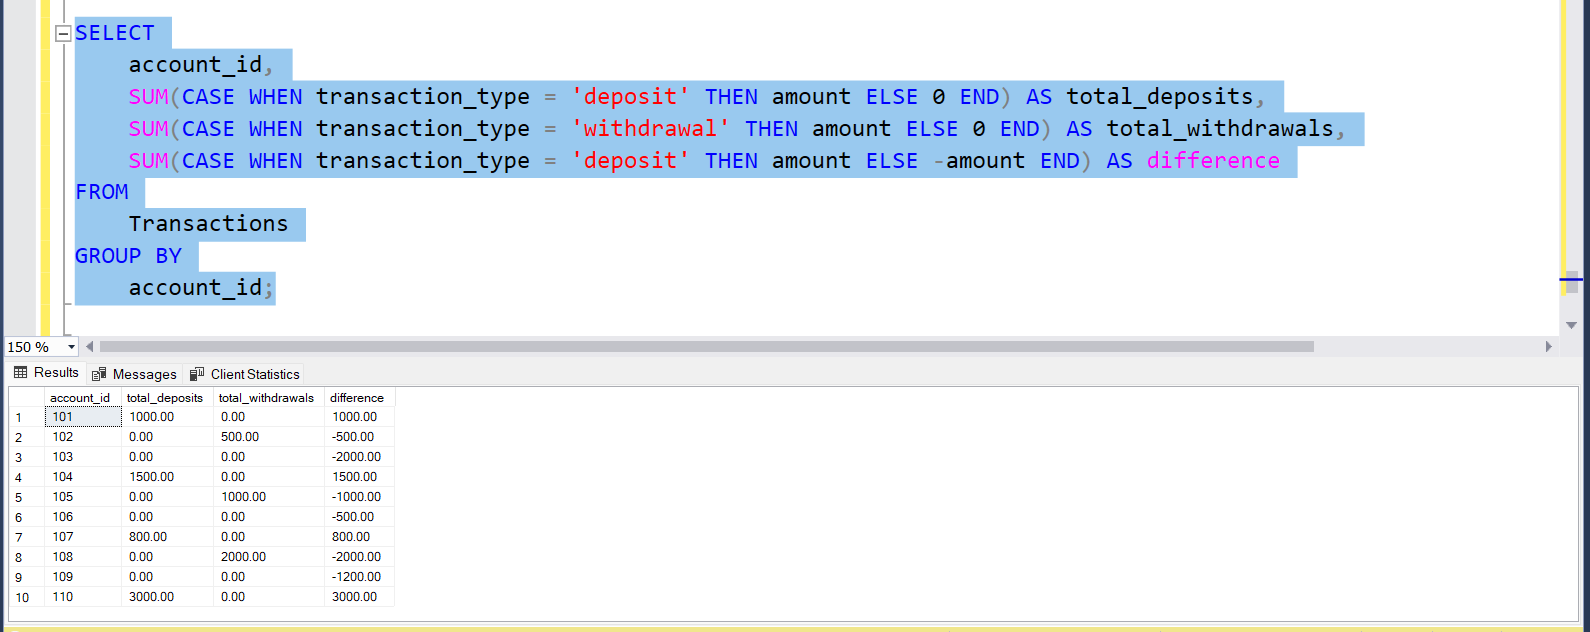 SELECT
account_id,
SUM(CASE WHEN transaction_type = 'deposit' THEN amount ELSE 0 END) AS total_deposits,
SUM(CASE WHEN transaction_type = 'withdrawal' THEN amount ELSE 0 END) AS total_withdrawals,
SUM(CASE WHEN transaction_type = 'deposit' THEN amount ELSE -amount END) AS difference
FROM
Transactions
GROUP BY
account_id;
150 %
Results Messages Client Statistics
account_id total_deposits total_withdrawals difference
1 101 1000.00 0.00 1000.00
2 102 0.00 500.00 -500.00
3 103 0.00 0.00 -2000.00
4 104 1500.00 0.00 1500.00
5 105 0.00 1000.00 -1000.00
6 106 0.00 0.00 -500.00
7 107 800.00 0.00 800.00
8 108 0.00 2000.00 -2000.00
9 109 0.00 0.00 -1200.00
10 110 3000.00 0.00 3000.00